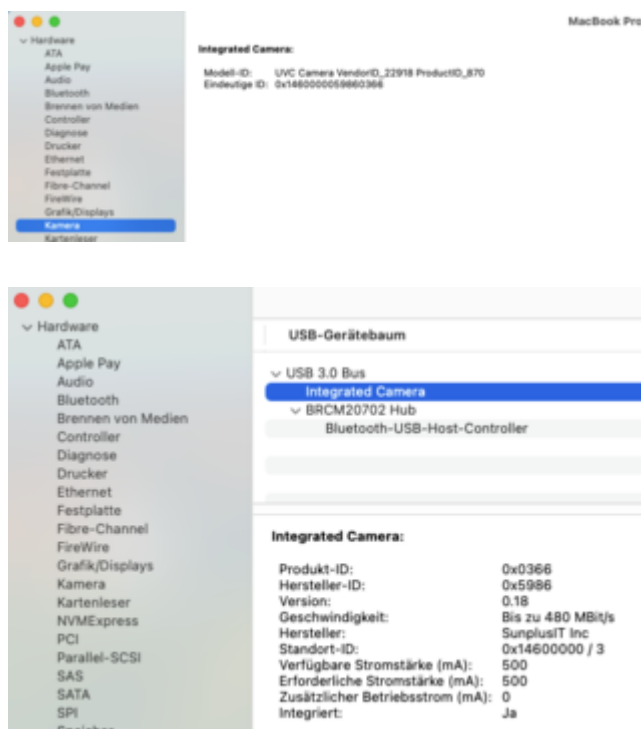 MacBook Pro
Hardware
ATA
Apple Pay
Audio
Bluetooth
Brennen von Medien
Controller
Diagnose
Drucker
Ethernet
Festplatte
Fibre-Channel
FireWire
Grafik/Displays
Kamera
Kartenleser
Integrated Camera:
Modell-ID: UVC Camera VendorID_22918 ProductID_870
Eindeutige ID: 0x1460000059860366
Hardware
ATA
Apple Pay
Audio
Bluetooth
Brennen von Medien
Controller
Diagnose
Drucker
Ethernet
Festplatte
Fibre-Channel
FireWire
Grafik/Displays
Kamera
Kartenleser
NVMExpress
PCI
Parallel-SCSI
SAS
SATA
SPI
Speicher
USB-Gerätebaum
USB 3.0 Bus
Integrated Camera
BRCM20702 Hub
Bluetooth-USB-Host-Controller
Integrated Camera:
Produkt-ID: 0x0366
Hersteller-ID: 0x5986
Version: 0.18
Geschwindigkeit: Bis zu 480 MBit/s
Hersteller: SunplusIT Inc
Standort-ID: 0x14600000 / 3
Verfügbare Stromstärke (mA): 500
Erforderliche Stromstärke (mA): 500
Zusätzlicher Betriebsstrom (mA): 0
Integriert: Ja